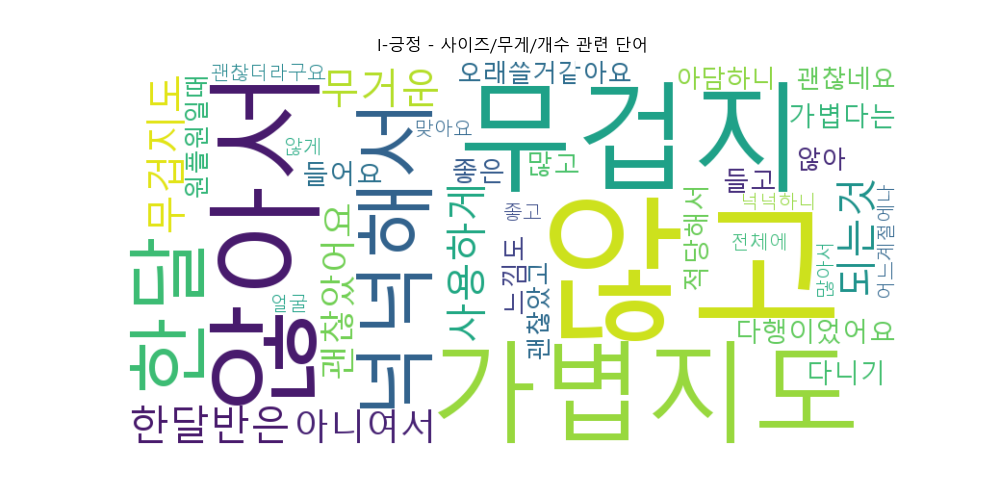 I-긍정 - 사이즈/무게/개수 관련 단어
괜찮더라구요
무거운
오래쓸거같아요
아담하니
괜찮네요
무겁지도
원플원일때
않아서
넉넉해서
맞아요
무겁지
가볍다는
않게
들어요
좋은
많고
들고
않아
한달
괜찮았어요
얼굴
사용하게
좋고
느낌도
괜찮았고
않고
적당해서
넉넉하니
전체에
많아서
되는것
어느계절에나
다행이었어요
다니기
한달반은
아니여서
가볍지도